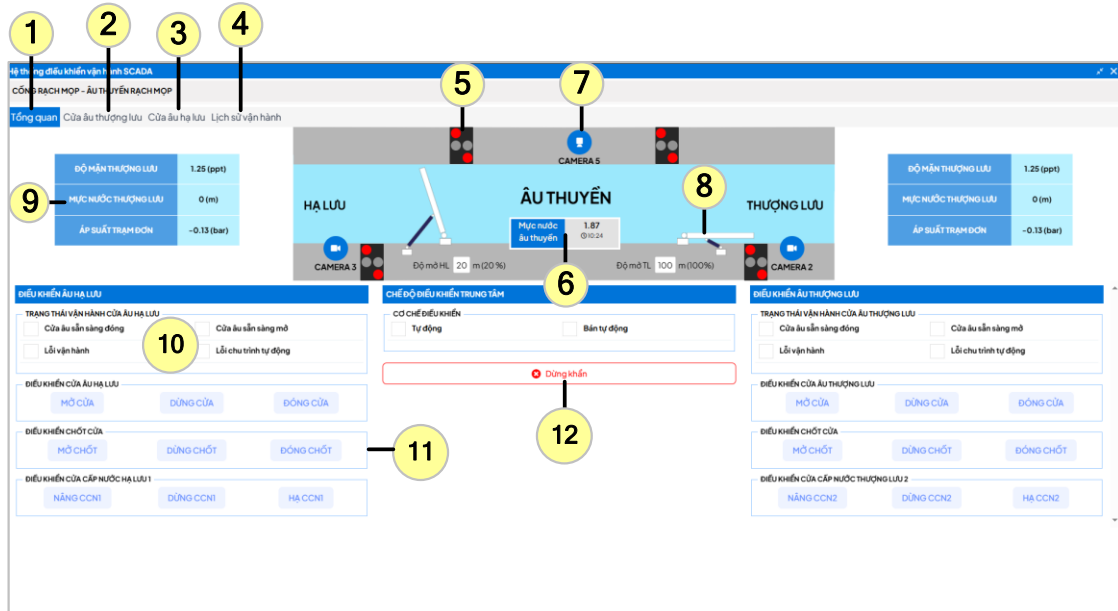 1 2 3 4
Hệ thống điều khiển vận hành SCADA
CỐNG RẠCH MỌP - ÂU THUYỀN RẠCH MỌP
Tổng quan Cửa âu thượng lưu Cửa âu hạ lưu Lịch sử vận hành
5 7
CAMERA 5
ĐỘ MẶN THƯỢNG LƯU 1.25 (ppt)
MỰC NƯỚC THƯỢNG LƯU 0 (m)
ÁP SUẤT TRẠM ĐƠN -0.13 (bar)
9
HẠ LƯU ÂU THUYỀN THƯỢNG LƯU
8
Mực nước âu thuyền 1.87
10:24
6
CAMERA 3 Độ mở HL 20 m (20 %) Độ mở TL 100 m (100%) CAMERA 2
ĐỘ MẶN THƯỢNG LƯU 1.25 (ppt)
MỰC NƯỚC THƯỢNG LƯU 0 (m)
ÁP SUẤT TRẠM ĐƠN -0.13 (bar)
ĐIỀU KHIỂN ÂU HẠ LƯU
TRẠNG THÁI VẬN HÀNH CỬA ÂU HẠ LƯU
Cửa âu sẵn sàng đóng Cửa âu sẵn sàng mở
Lỗi vận hành Lỗi chu trình tự động
10
ĐIỀU KHIỂN CỬA ÂU HẠ LƯU
MỞ CỬA DỪNG CỬA ĐÓNG CỬA
ĐIỀU KHIỂN CHỐT CỬA
MỞ CHỐT DỪNG CHỐT ĐÓNG CHỐT
11
ĐIỀU KHIỂN CỬA CẤP NƯỚC HẠ LƯU 1
NÂNG CCN1 DỪNG CCN1 HẠ CCN1
CHẾ ĐỘ ĐIỀU KHIỂN TRUNG TÂM
CƠ CHẾ ĐIỀU KHIỂN
Tự động Bán tự động
Dừng khẩn
12
ĐIỀU KHIỂN ÂU THƯỢNG LƯU
TRẠNG THÁI VẬN HÀNH CỬA ÂU THƯỢNG LƯU
Cửa âu sẵn sàng đóng Cửa âu sẵn sàng mở
Lỗi vận hành Lỗi chu trình tự động
ĐIỀU KHIỂN CỬA ÂU THƯỢNG LƯU
MỞ CỬA DỪNG CỬA ĐÓNG CỬA
ĐIỀU KHIỂN CHỐT CỬA
MỞ CHỐT DỪNG CHỐT ĐÓNG CHỐT
ĐIỀU KHIỂN CỬA CẤP NƯỚC THƯỢNG LƯU 2
NÂNG CCN2 DỪNG CCN2 HẠ CCN2